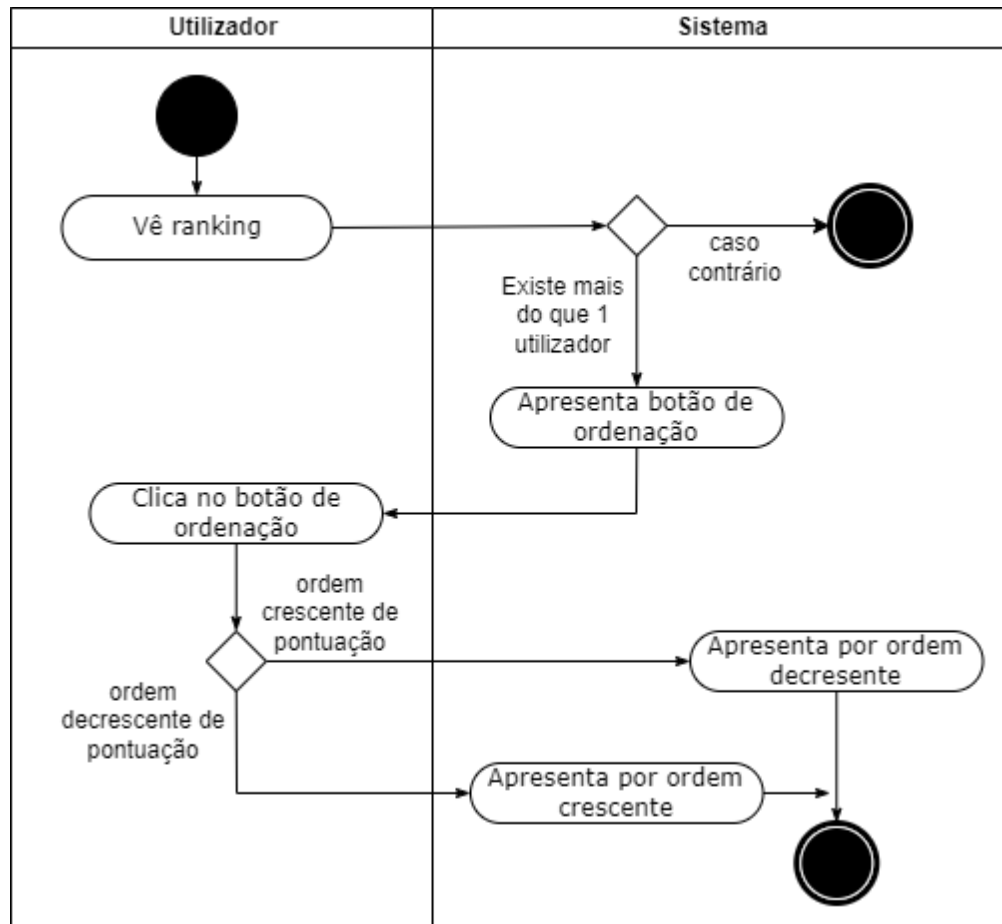 Utilizador
Sistema
Vê ranking
caso
contrário
Existe mais
do que 1
utilizador
Apresenta botão de
ordenação
Clica no botão de
ordenação
ordem
crescente de
pontuação
Apresenta por ordem
decresente
ordem
decrescente de
pontuação
Apresenta por ordem
crescente